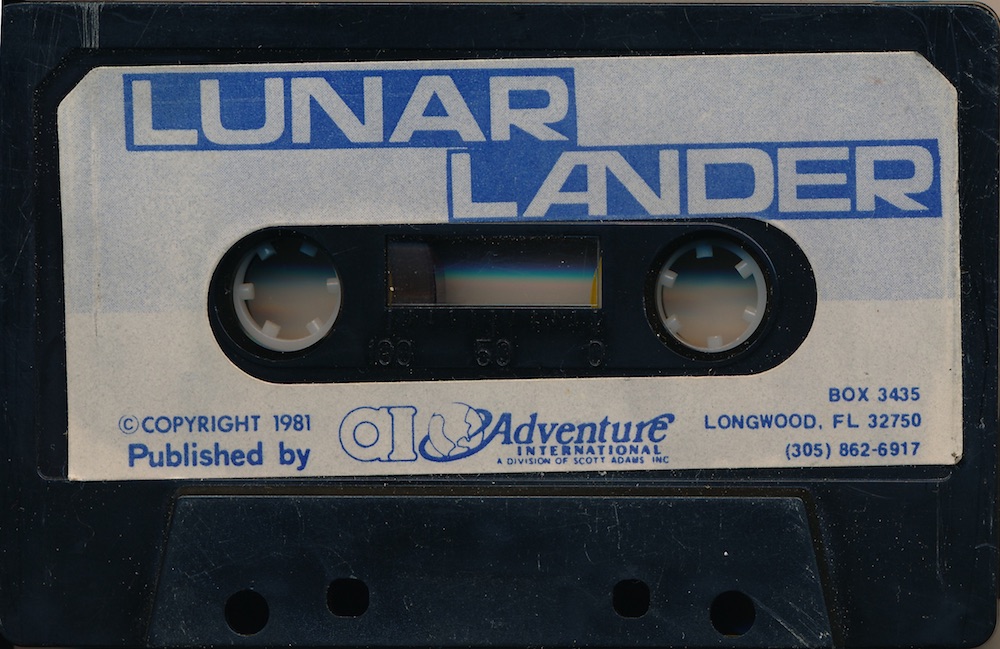 LUNAR
LANDER
100 50 0
©COPYRIGHT 1981
Published by
ai Adventure
INTERNATIONAL
A DIVISION OF SCOTT ADAMS INC
BOX 3435
LONGWOOD, FL 32750
(305) 862-6917